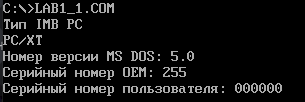 C:\>LAB1_1.COM
Тип IMB PC
PC/XT
Номер версии MS DOS: 5.0
Серийный номер OEM: 255
Серийный номер пользователя: 000000